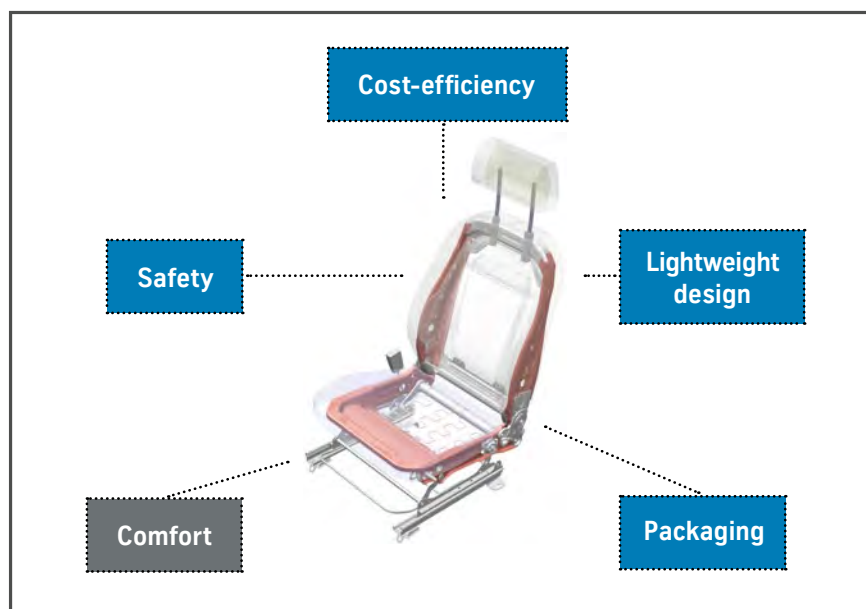 Cost-efficiency
Safety
Lightweight
design
Comfort
Packaging